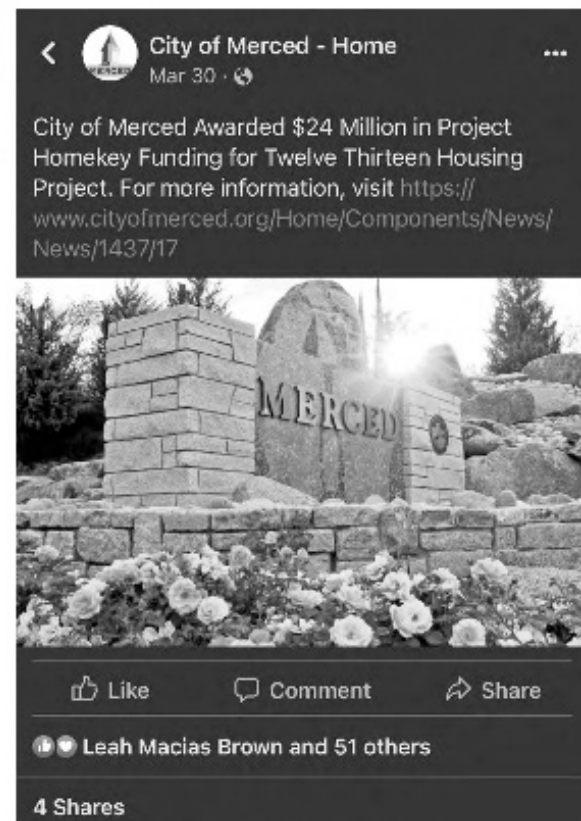 City of Merced - Home
Mar 30 ·
City of Merced Awarded $24 Million in Project
Homekey Funding for Twelve Thirteen Housing
Project. For more information, visit https://
www.cityofmerced.org/Home/Components/News/
News/1437/17
MERCED
MERCED
Like
Comment
Share
Leah Macias Brown and 51 others
4 Shares